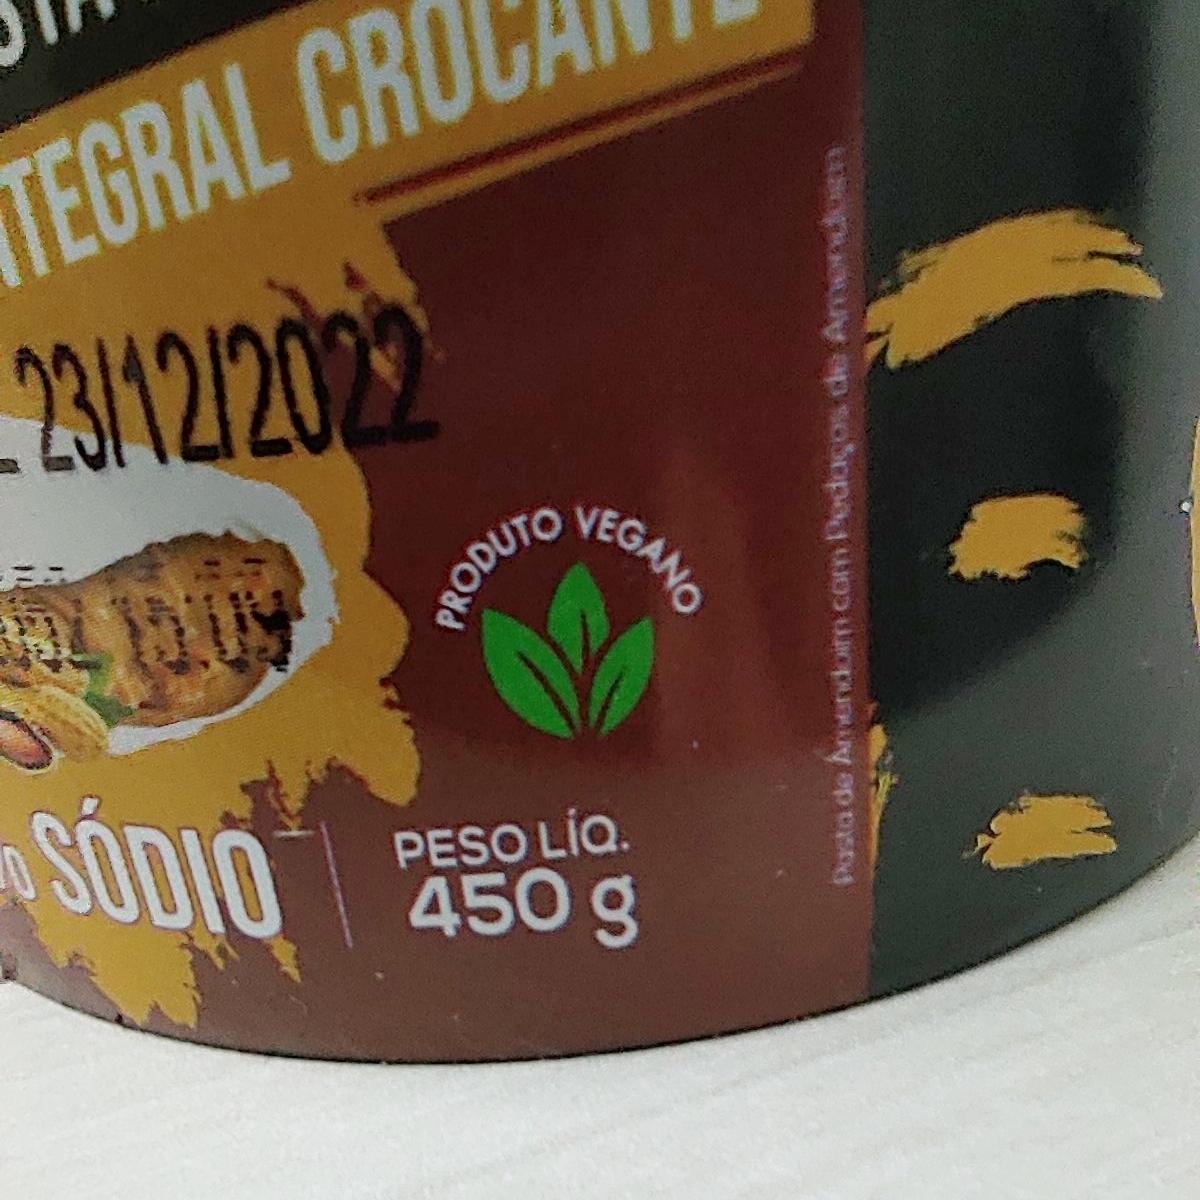 INTEGRAL CROCANTE
23/12/2022
PRODUTO VEGANO
SÓDIO
PESO LÍQ.
450 g
Pasta de Amendoim com Pedaços de Amendoim